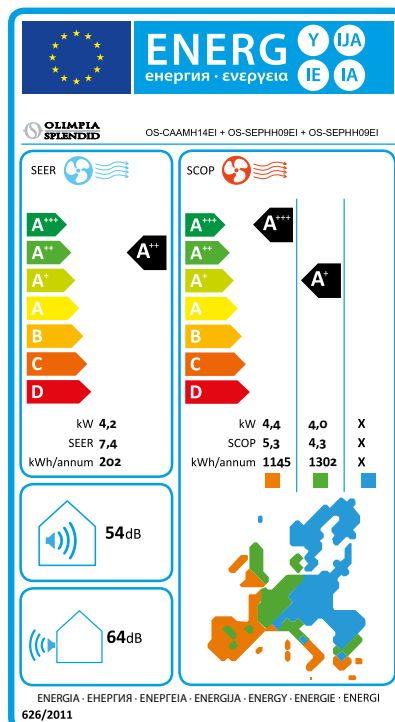 ENERG
енергия · ενεργεια
Y IJA
IE IA
OLIMPIA
SPLENDID
OS-CAAMH14EI + OS-SEPHH09EI + OS-SEPHH09EI
SEER
A+++
A++
A+
A
B
C
D
A++
kW 4,2
SEER 7,4
kWh/annum 202
SCOP
A+++
A++
A+
A
B
C
D
A+++
A+
kW 4,4 4,0 X
SCOP 5,3 4,3 X
kWh/annum 1145 1302 X
54dB
64dB
ENERGIA · ЕНЕРГИЯ · ΕΝΕΡΓΕΙΑ · ENERGIJA · ENERGY · ENERGIE · ENERGI
626/2011